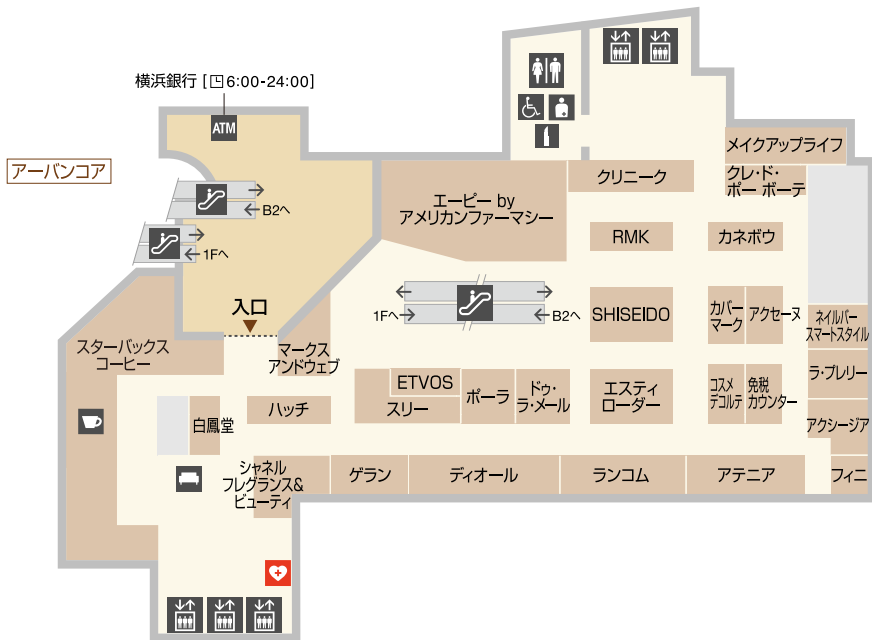 横浜銀行 [6:00-24:00]
ATM
アーバンコア
B2へ
1Fへ
入口
メイクアップライフ
クリニーク
クレ・ド・
ポー ボーテ
エーピー by
アメリカンファーマシー
RMK
カネボウ
1Fへ
B2へ
SHISEIDO
カバー
マーク
アクセーヌ
ネイルバー
スマートスタイル
スターバックス
コーヒー
マークス
アンドウェブ
ETVOS
スリー
ポーラ
ドゥ・
ラ・メール
エスティ
ローダー
コスメ
デコルテ
免税
カウンター
ラ・プレリー
白鳳堂
ハッチ
アクシージア
シャネル
フレグランス&
ビューティ
ゲラン
ディオール
ランコム
アテニア
フィニ